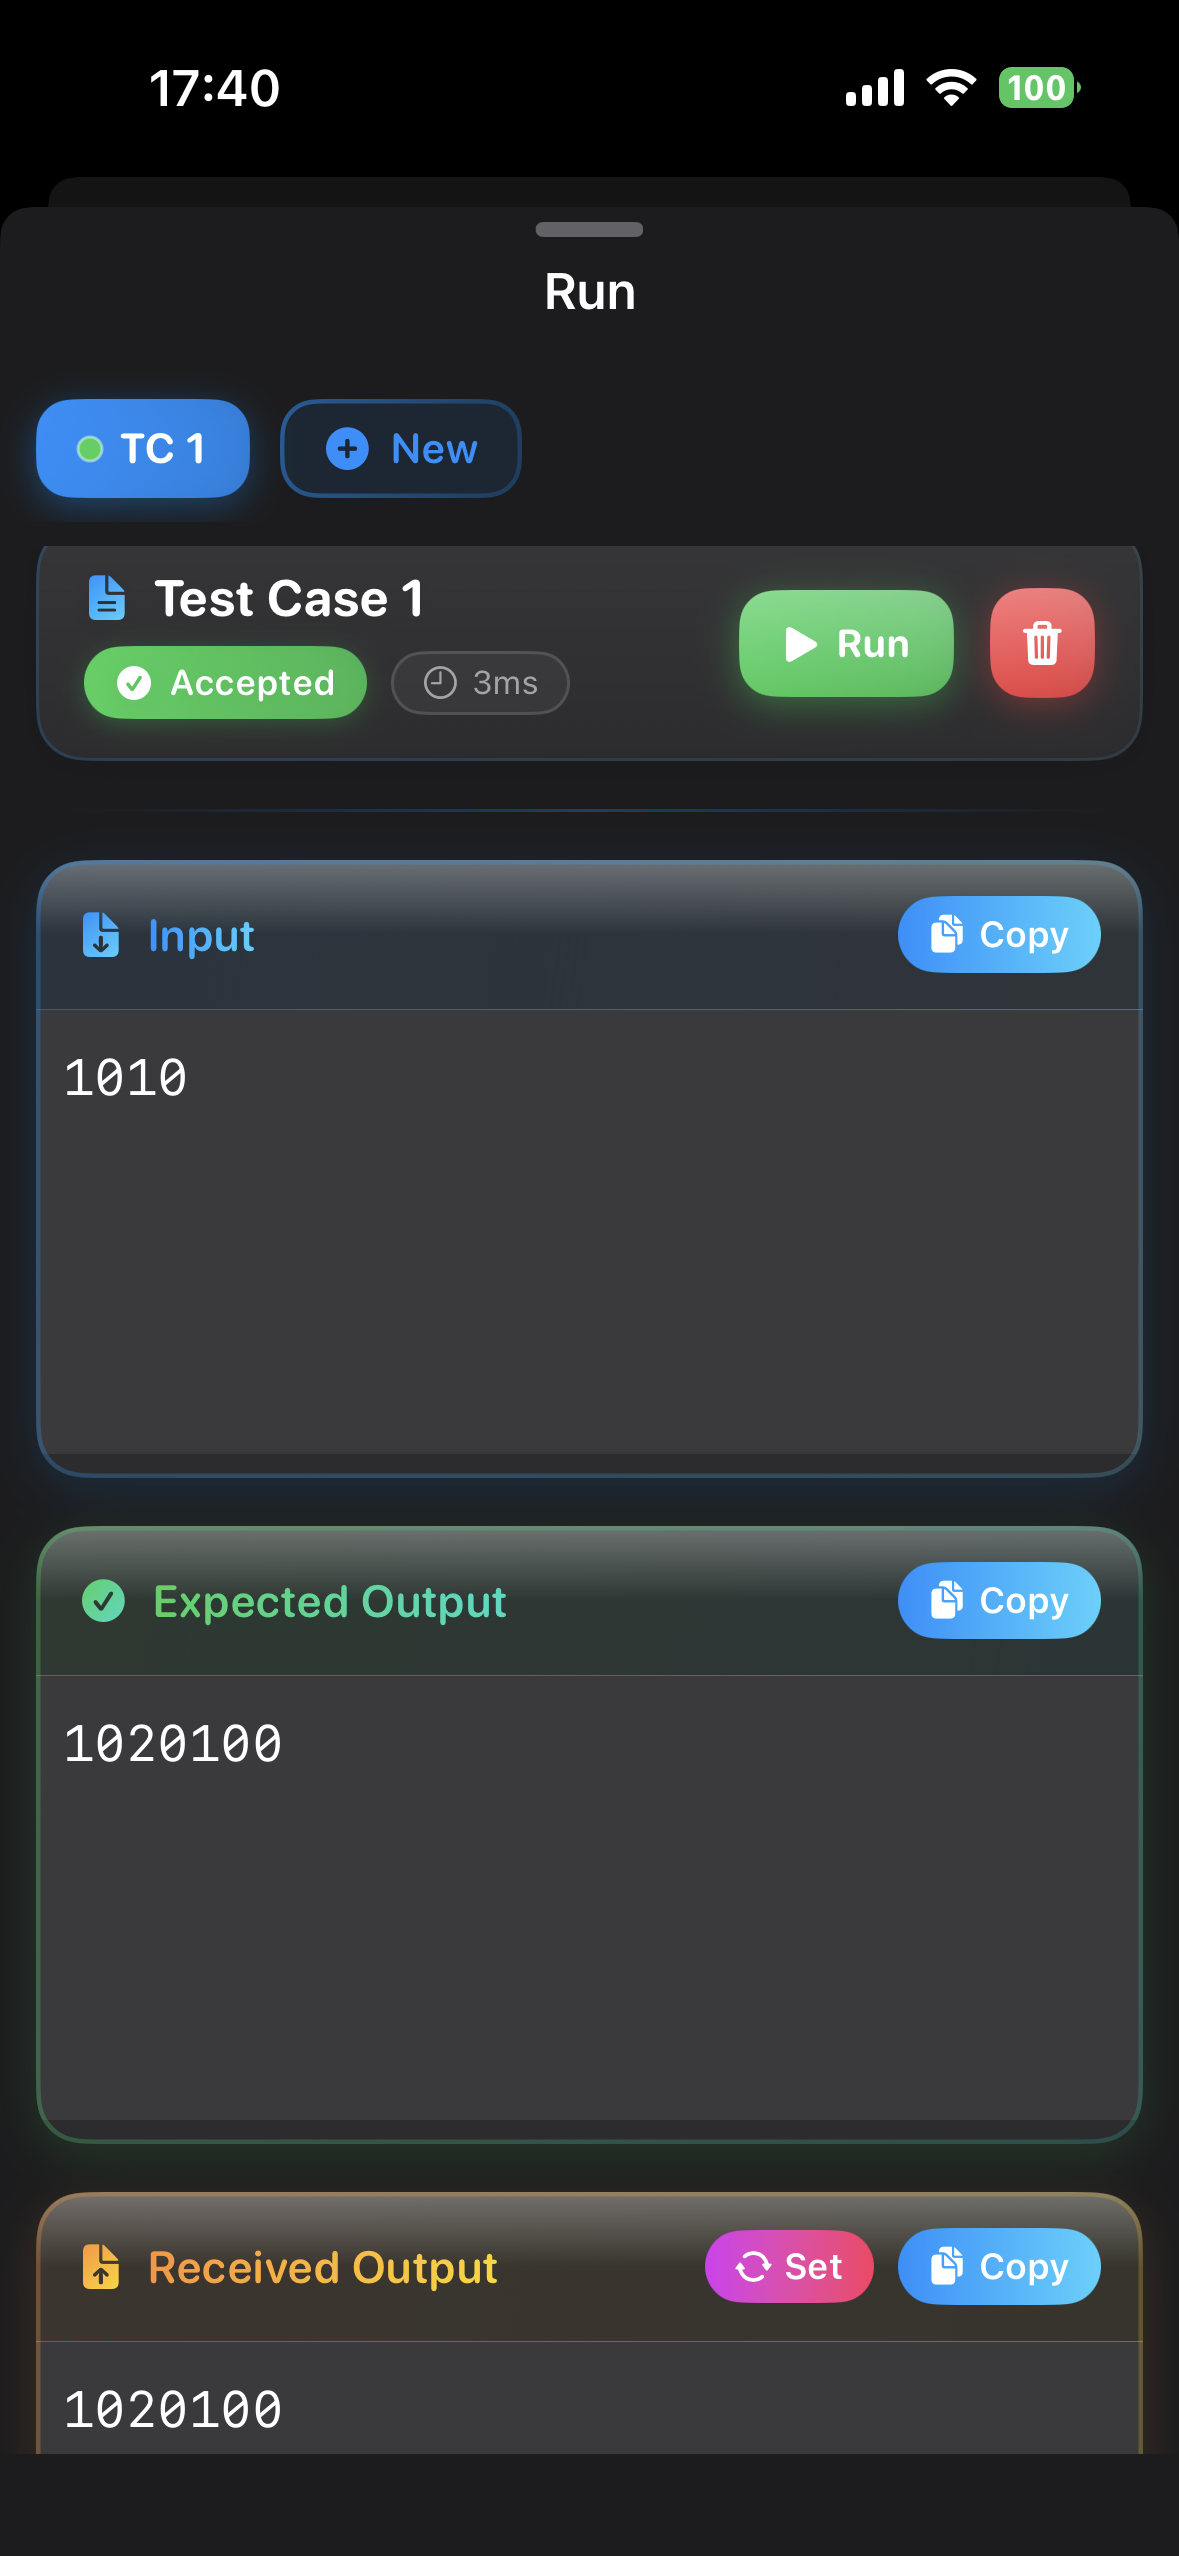 17:40
100
Run
TC 1
New
Test Case 1
Accepted
3ms
Run
Input
Copy
1010
Expected Output
Copy
1020100
Received Output
Set
Copy
1020100